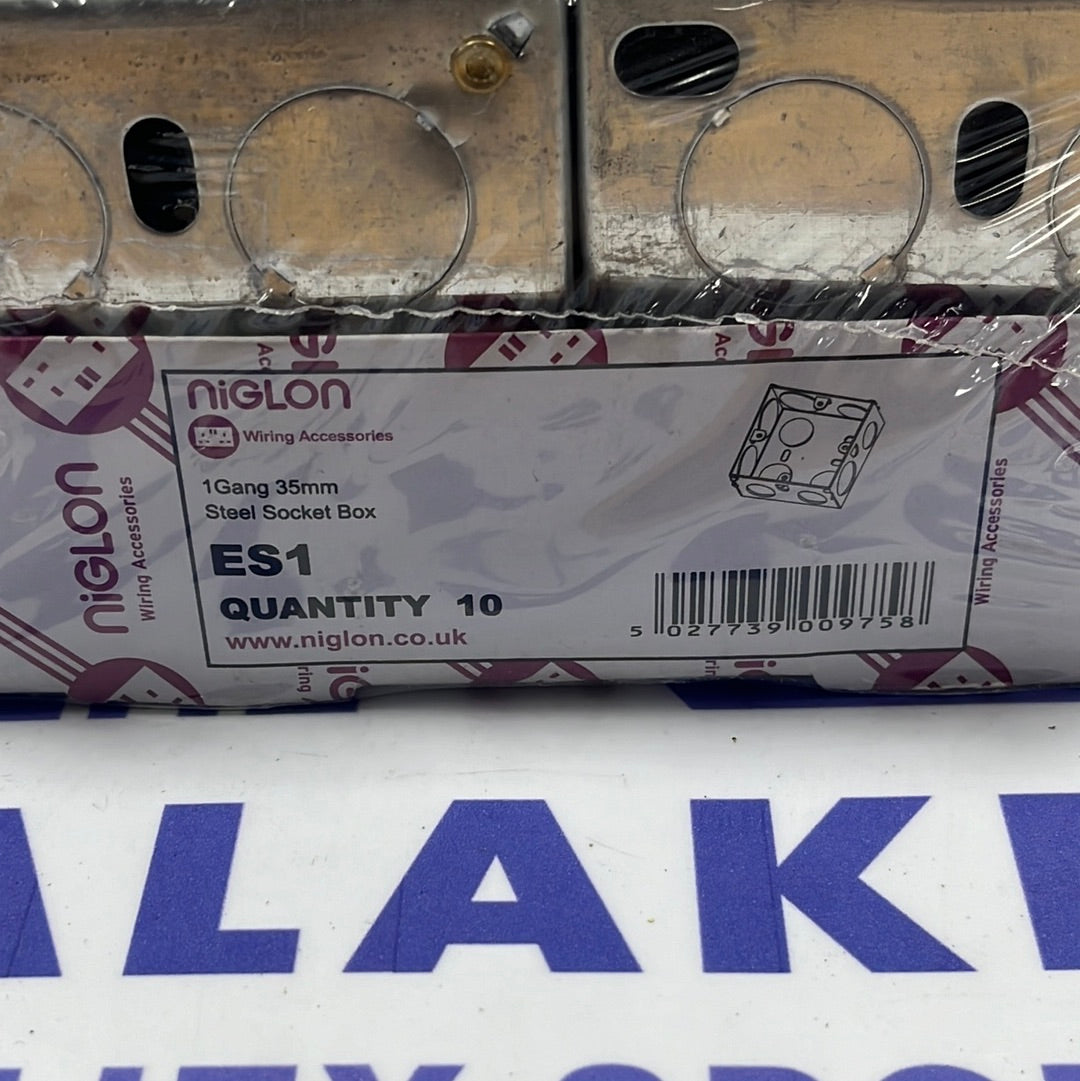 niGLON
Wiring Accessories
1Gang 35mm
Steel Socket Box
ES1
QUANTITY 10
www.niglon.co.uk
5 027739 009758
niGLON
Wiring Accessories
Wiring Accessories
ALAK